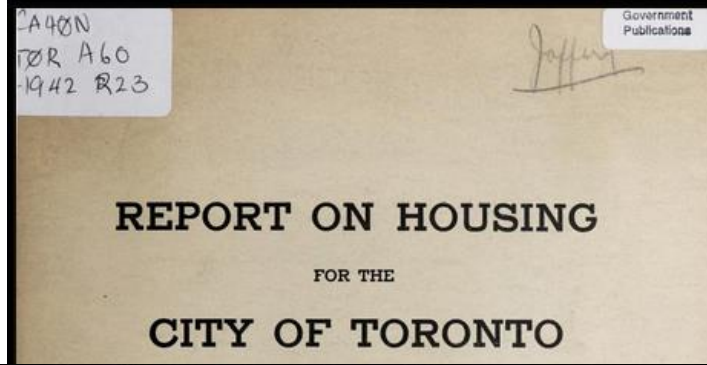 CA4ØN
TØR A60
-1942 R23
Government
Publications
REPORT ON HOUSING
FOR THE
CITY OF TORONTO